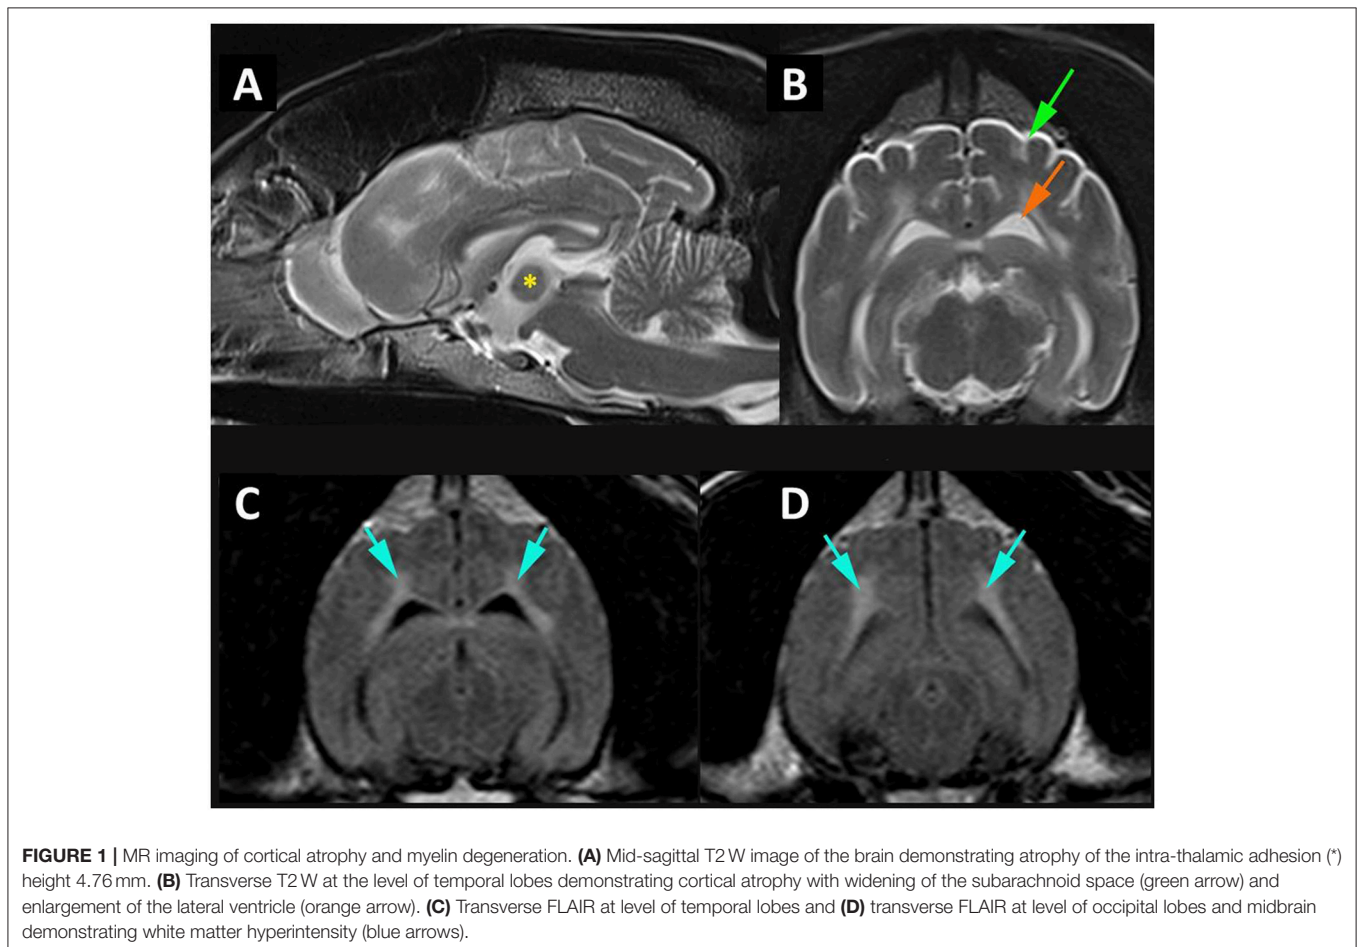 A
B
*
C
D
FIGURE 1 | MR imaging of cortical atrophy and myelin degeneration. (A) Mid-sagittal T2 W image of the brain demonstrating atrophy of the intra-thalamic adhesion (*)
height 4.76 mm. (B) Transverse T2 W at the level of temporal lobes demonstrating cortical atrophy with widening of the subarachnoid space (green arrow) and
enlargement of the lateral ventricle (orange arrow). (C) Transverse FLAIR at level of temporal lobes and (D) transverse FLAIR at level of occipital lobes and midbrain
demonstrating white matter hyperintensity (blue arrows).